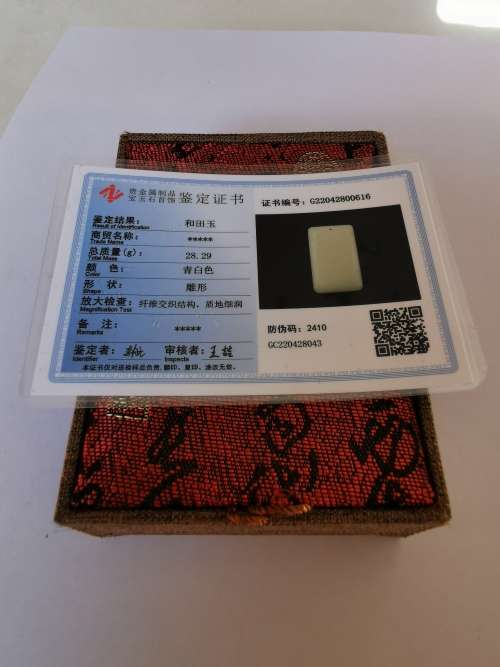 贵金属制品
宝玉石首饰 鉴定证书
鉴定结果: 和田玉
Result of Identification
商贸名称: *****
Trade Name
总质量(g): 28.29
Total Mass
颜 色: 青白色
Color
形 状: 雕形
Shape
放大检查: 纤维交织结构、质地细润
Magnification Test
备 注: *****
Remarks
鉴定者:
Identifier
审核者: 王
Inspects
本证书仅对送检样品负责, 翻印、复印、涂改无效。
证书编号: G22042800616
防伪码: 2410
GC220428043